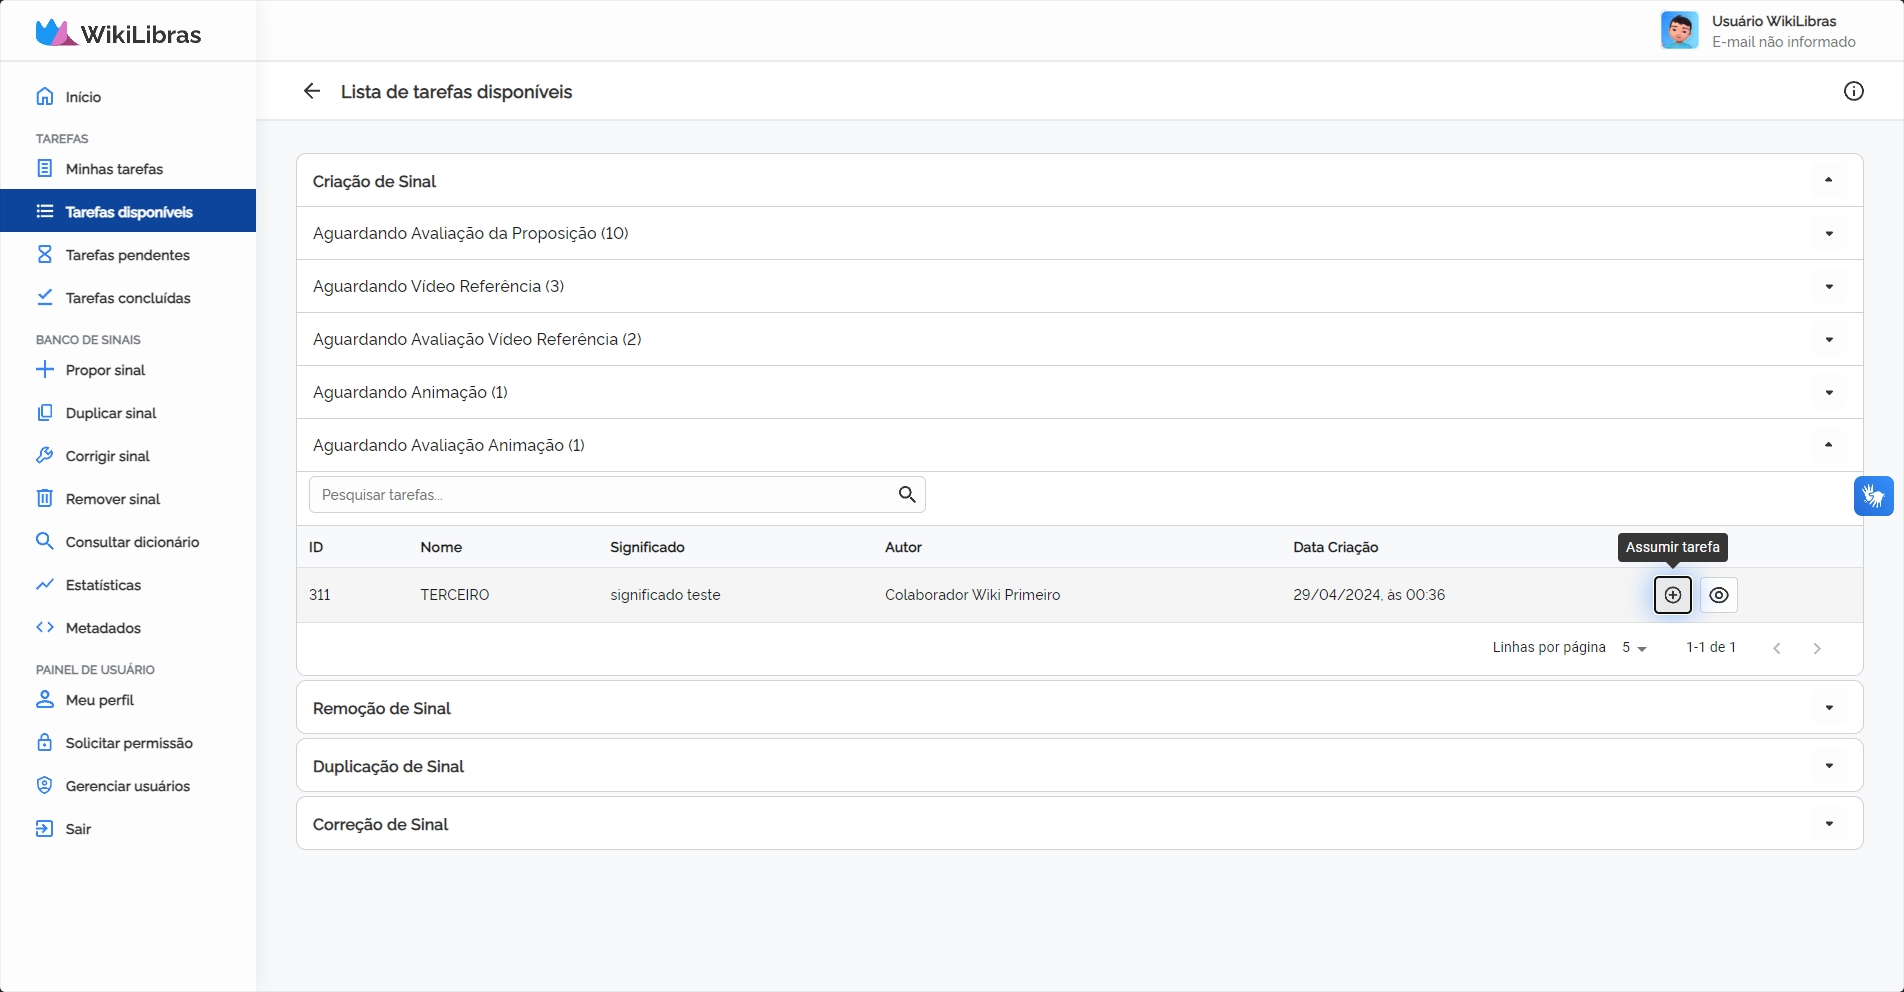 WikiLibras
Usuário WikiLibras
E-mail não informado
Início
TAREFAS
Minhas tarefas
Tarefas disponíveis
Tarefas pendentes
Tarefas concluídas
BANCO DE SINAIS
Propor sinal
Duplicar sinal
Corrigir sinal
Remover sinal
Consultar dicionário
Estatísticas
Metadados
PAINEL DE USUÁRIO
Meu perfil
Solicitar permissão
Gerenciar usuários
Sair
Lista de tarefas disponíveis
Criação de Sinal
Aguardando Avaliação da Proposição (10)
Aguardando Vídeo Referência (3)
Aguardando Avaliação Vídeo Referência (2)
Aguardando Animação (1)
Aguardando Avaliação Animação (1)
Pesquisar tarefas...
ID Nome Significado Autor Data Criação
Assumir tarefa
311 TERCEIRO significado teste Colaborador Wiki Primeiro 29/04/2024, às 00:36
Linhas por página 5 1-1 de 1
Remoção de Sinal
Duplicação de Sinal
Correção de Sinal